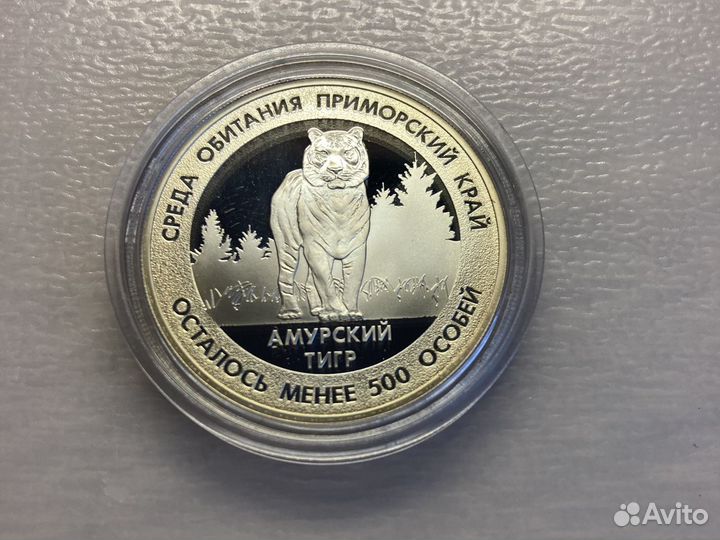 СРЕДА ОБИТАНИЯ ПРИМОРСКИЙ КРАЙ
АМУРСКИЙ
ТИГР
ОСТАЛОСЬ МЕНЕЕ 500 ОСОБЕЙ
Avito